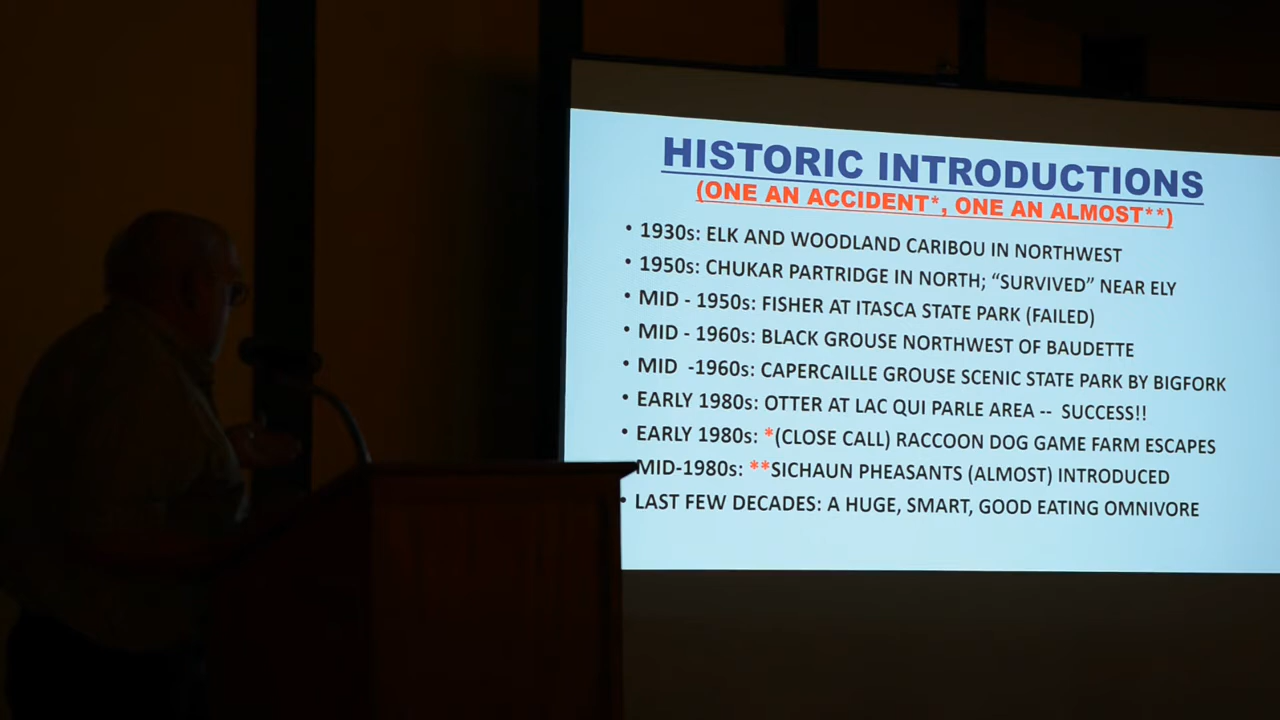 HISTORIC INTRODUCTIONS
(ONE AN ACCIDENT*, ONE AN ALMOST**)
• 1930s: ELK AND WOODLAND CARIBOU IN NORTHWEST
• 1950s: CHUKAR PARTRIDGE IN NORTH; “SURVIVED” NEAR ELY
• MID - 1950s: FISHER AT ITASCA STATE PARK (FAILED)
• MID - 1960s: BLACK GROUSE NORTHWEST OF BAUDETTE
• MID -1960s: CAPERCAILLE GROUSE SCENIC STATE PARK BY BIGFORK
• EARLY 1980s: OTTER AT LAC QUI PARLE AREA -- SUCCESS!!
• EARLY 1980s: *(CLOSE CALL) RACCOON DOG GAME FARM ESCAPES
MID-1980s: **SICHAUN PHEASANTS (ALMOST) INTRODUCED
• LAST FEW DECADES: A HUGE, SMART, GOOD EATING OMNIVORE